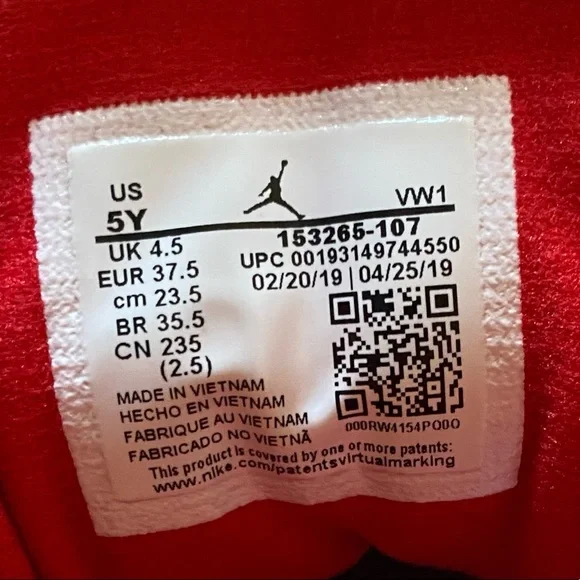 US
5Y
VW1
UK 4.5
EUR 37.5
cm 23.5
BR 35.5
CN 235
(2.5)
153265-107
UPC 00193149744550
02/20/19 | 04/25/19
000RW4154PO0O
MADE IN VIETNAM
HECHO EN VIETNAM
FABRIQUE AU VIETNAM
FABRICADO NO VIETNÃ
This product is covered by one or more patents:
www.nike.com/patentsvirtualmarking